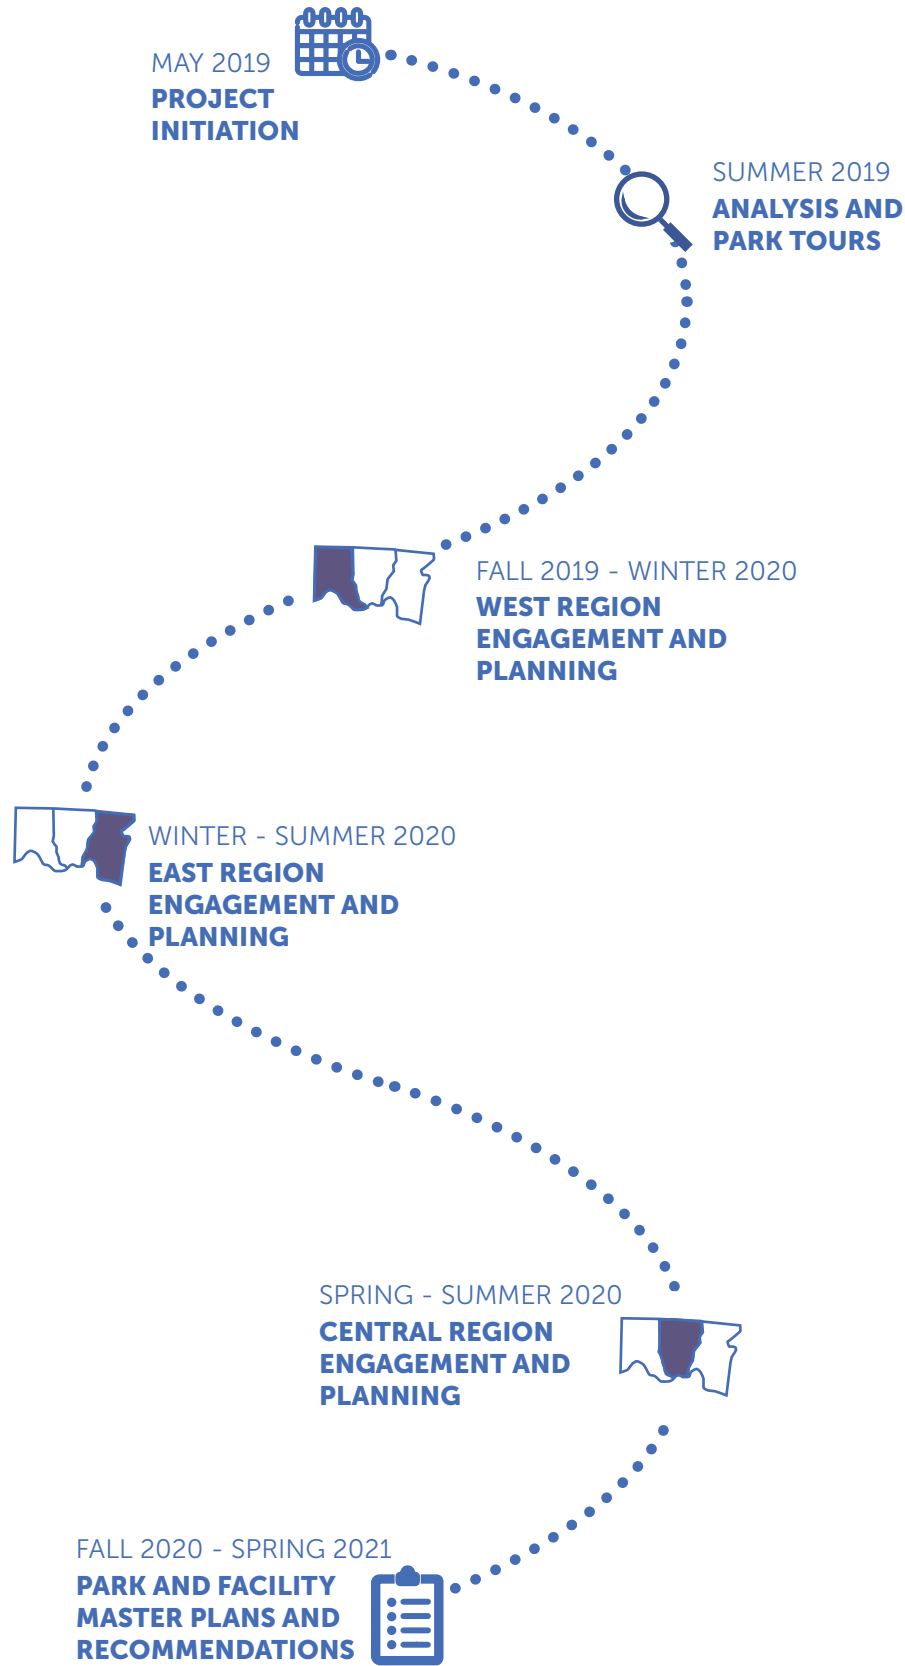 MAY 2019
PROJECT
INITIATION
SUMMER 2019
ANALYSIS AND
PARK TOURS
FALL 2019 - WINTER 2020
WEST REGION
ENGAGEMENT AND
PLANNING
WINTER - SUMMER 2020
EAST REGION
ENGAGEMENT AND
PLANNING
SPRING - SUMMER 2020
CENTRAL REGION
ENGAGEMENT AND
PLANNING
FALL 2020 - SPRING 2021
PARK AND FACILITY
MASTER PLANS AND
RECOMMENDATIONS